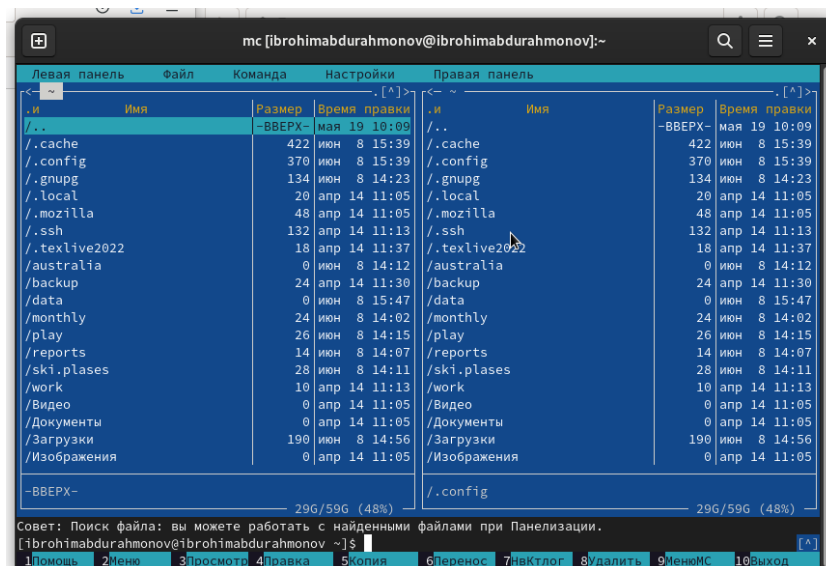 mc [ibrohimabdurahmonov@ibrohimabdurahmonov]:~
Левая панель Файл Команда Настройки Правая панель
<— ~ .[^]> <— ~ .[^]>
.и Имя Размер Время правки .и Имя Размер Время правки
/.. -ВВЕРХ- мая 19 10:09 /.. -ВВЕРХ- мая 19 10:09
/.cache 422 июн 8 15:39 /.cache 422 июн 8 15:39
/.config 370 июн 8 15:39 /.config 370 июн 8 15:39
/.gnupg 134 июн 8 14:23 /.gnupg 134 июн 8 14:23
/.local 20 апр 14 11:05 /.local 20 апр 14 11:05
/.mozilla 48 апр 14 11:05 /.mozilla 48 апр 14 11:05
/.ssh 132 апр 14 11:13 /.ssh 132 апр 14 11:13
/.texlive2022 18 апр 14 11:37 /.texlive2022 18 апр 14 11:37
/australia 0 июн 8 14:12 /australia 0 июн 8 14:12
/backup 24 апр 14 11:30 /backup 24 апр 14 11:30
/data 0 июн 8 15:47 /data 0 июн 8 15:47
/monthly 24 июн 8 14:02 /monthly 24 июн 8 14:02
/play 26 июн 8 14:15 /play 26 июн 8 14:15
/reports 14 июн 8 14:07 /reports 14 июн 8 14:07
/ski.plases 28 июн 8 14:11 /ski.plases 28 июн 8 14:11
/work 10 апр 14 11:13 /work 10 апр 14 11:13
/Видео 0 апр 14 11:05 /Видео 0 апр 14 11:05
/Документы 0 апр 14 11:05 /Документы 0 апр 14 11:05
/Загрузки 190 июн 8 14:56 /Загрузки 190 июн 8 14:56
/Изображения 0 апр 14 11:05 /Изображения 0 апр 14 11:05
-ВВЕРХ- /.config
29G/59G (48%) 29G/59G (48%)
Совет: Поиск файла: вы можете работать с найденными файлами при Панелизации.
[ibrohimabdurahmonov@ibrohimabdurahmonov ~]$ [^]
1Помощь 2Меню 3Просмотр 4Правка 5Копия 6Перенос 7НвКтлог 8Удалить 9МенюМС 10Выход